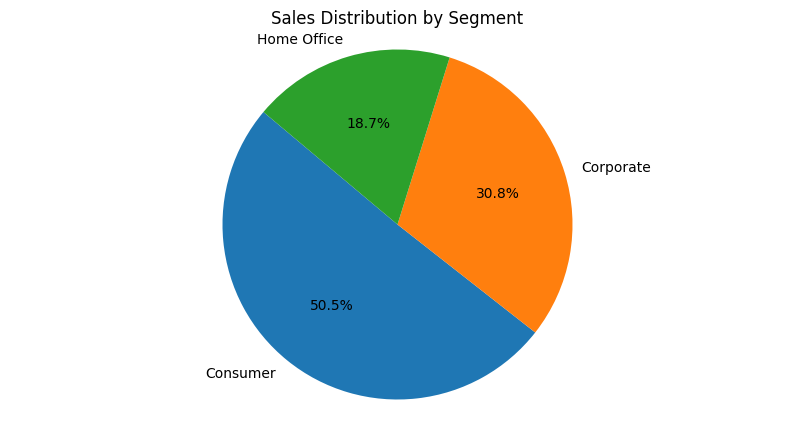 Sales Distribution by Segment
Home Office
18.7%
Corporate
30.8%
50.5%
Consumer